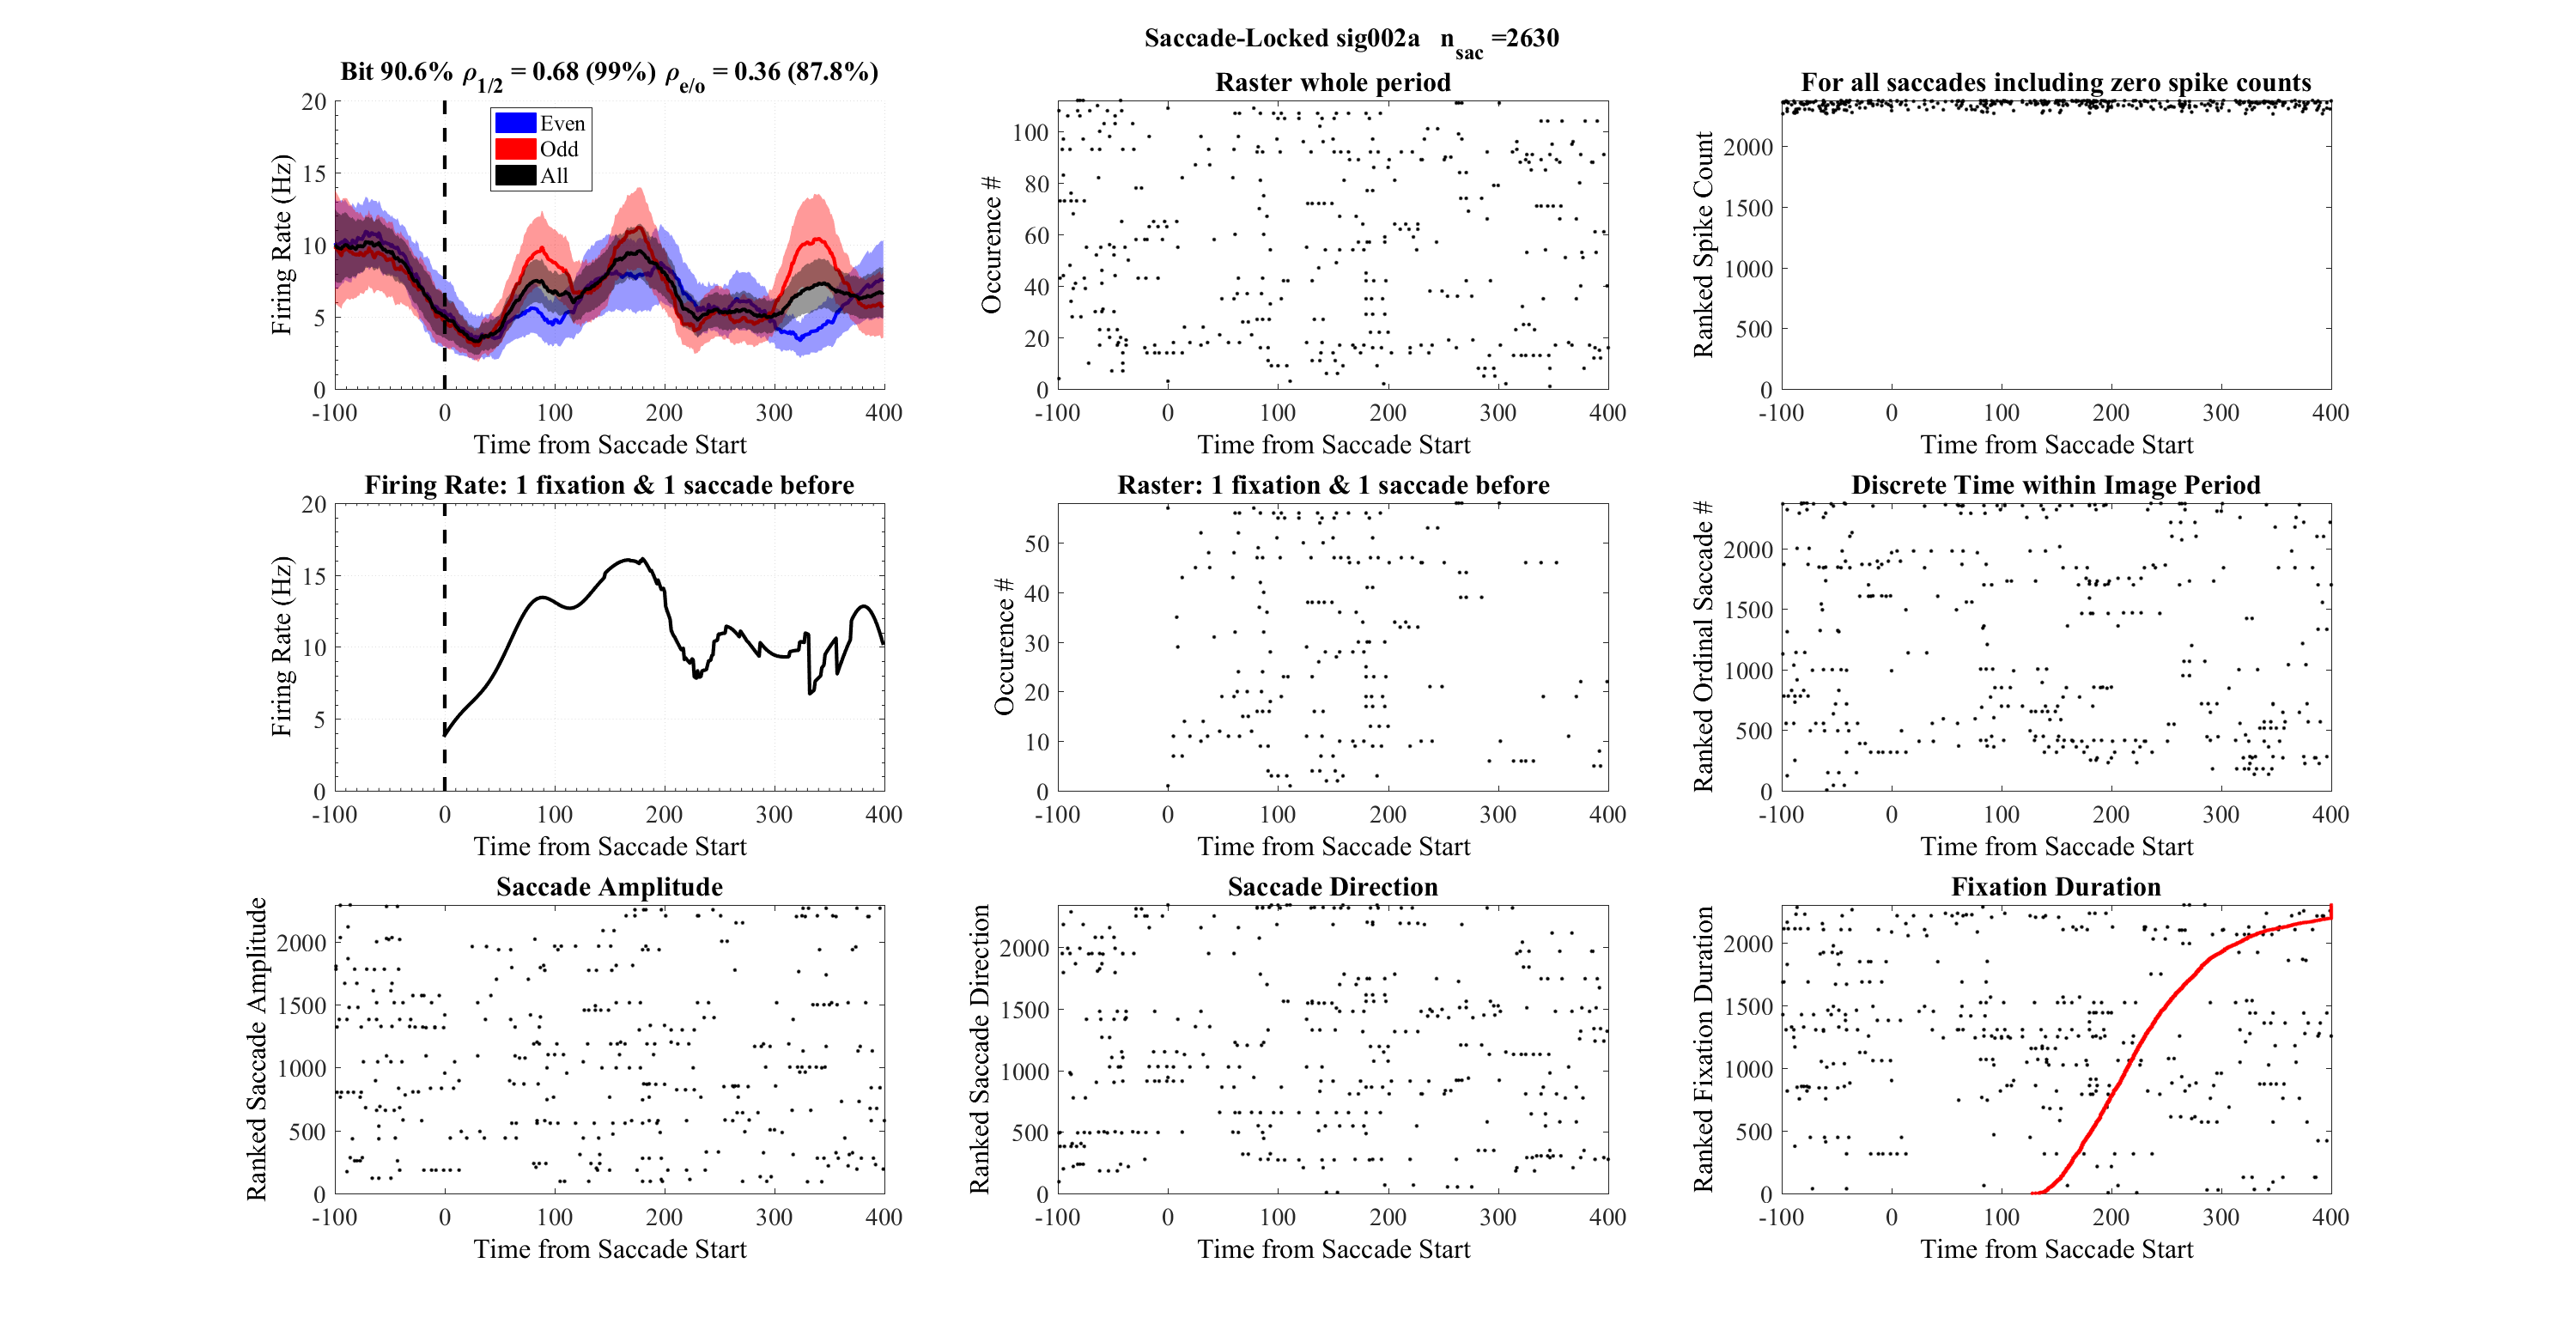 Saccade-Locked sig002a n_sac =2630
Bit 90.6% ρ_1/2 = 0.68 (99%) ρ_e/o = 0.36 (87.8%)
Even
Odd
All
Firing Rate (Hz)
20
15
10
5
0
-100 0 100 200 300 400
Time from Saccade Start
Raster whole period
Occurence #
100
80
60
40
20
0
-100 0 100 200 300 400
Time from Saccade Start
For all saccades including zero spike counts
Ranked Spike Count
2000
1500
1000
500
0
-100 0 100 200 300 400
Time from Saccade Start
Firing Rate: 1 fixation & 1 saccade before
Firing Rate (Hz)
20
15
10
5
0
-100 0 100 200 300 400
Time from Saccade Start
Raster: 1 fixation & 1 saccade before
Occurence #
50
40
30
20
10
0
-100 0 100 200 300 400
Time from Saccade Start
Discrete Time within Image Period
Ranked Ordinal Saccade #
2000
1500
1000
500
0
-100 0 100 200 300 400
Time from Saccade Start
Saccade Amplitude
Ranked Saccade Amplitude
2000
1500
1000
500
0
-100 0 100 200 300 400
Time from Saccade Start
Saccade Direction
Ranked Saccade Direction
2000
1500
1000
500
0
-100 0 100 200 300 400
Time from Saccade Start
Fixation Duration
Ranked Fixation Duration
2000
1500
1000
500
0
-100 0 100 200 300 400
Time from Saccade Start